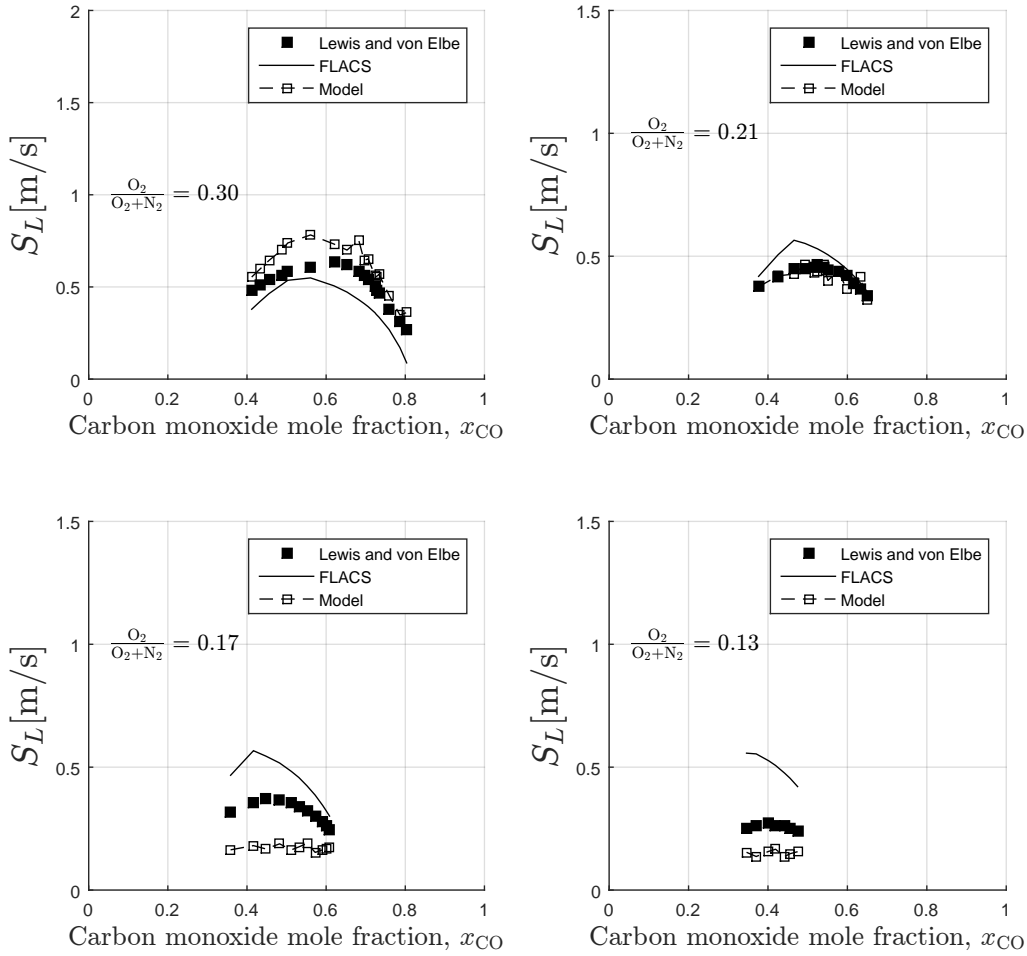 2
1.5
1
0.5
0
0 0.2 0.4 0.6 0.8 1
S_L[m/s]
Carbon monoxide mole fraction, x_CO
O₂/(O₂+N₂) = 0.30
Lewis and von Elbe
FLACS
Model
1.5
1
0.5
0
0 0.2 0.4 0.6 0.8 1
S_L[m/s]
Carbon monoxide mole fraction, x_CO
O₂/(O₂+N₂) = 0.21
Lewis and von Elbe
FLACS
Model
1.5
1
0.5
0
0 0.2 0.4 0.6 0.8 1
S_L[m/s]
Carbon monoxide mole fraction, x_CO
O₂/(O₂+N₂) = 0.17
Lewis and von Elbe
FLACS
Model
1.5
1
0.5
0
0 0.2 0.4 0.6 0.8 1
S_L[m/s]
Carbon monoxide mole fraction, x_CO
O₂/(O₂+N₂) = 0.13
Lewis and von Elbe
FLACS
Model